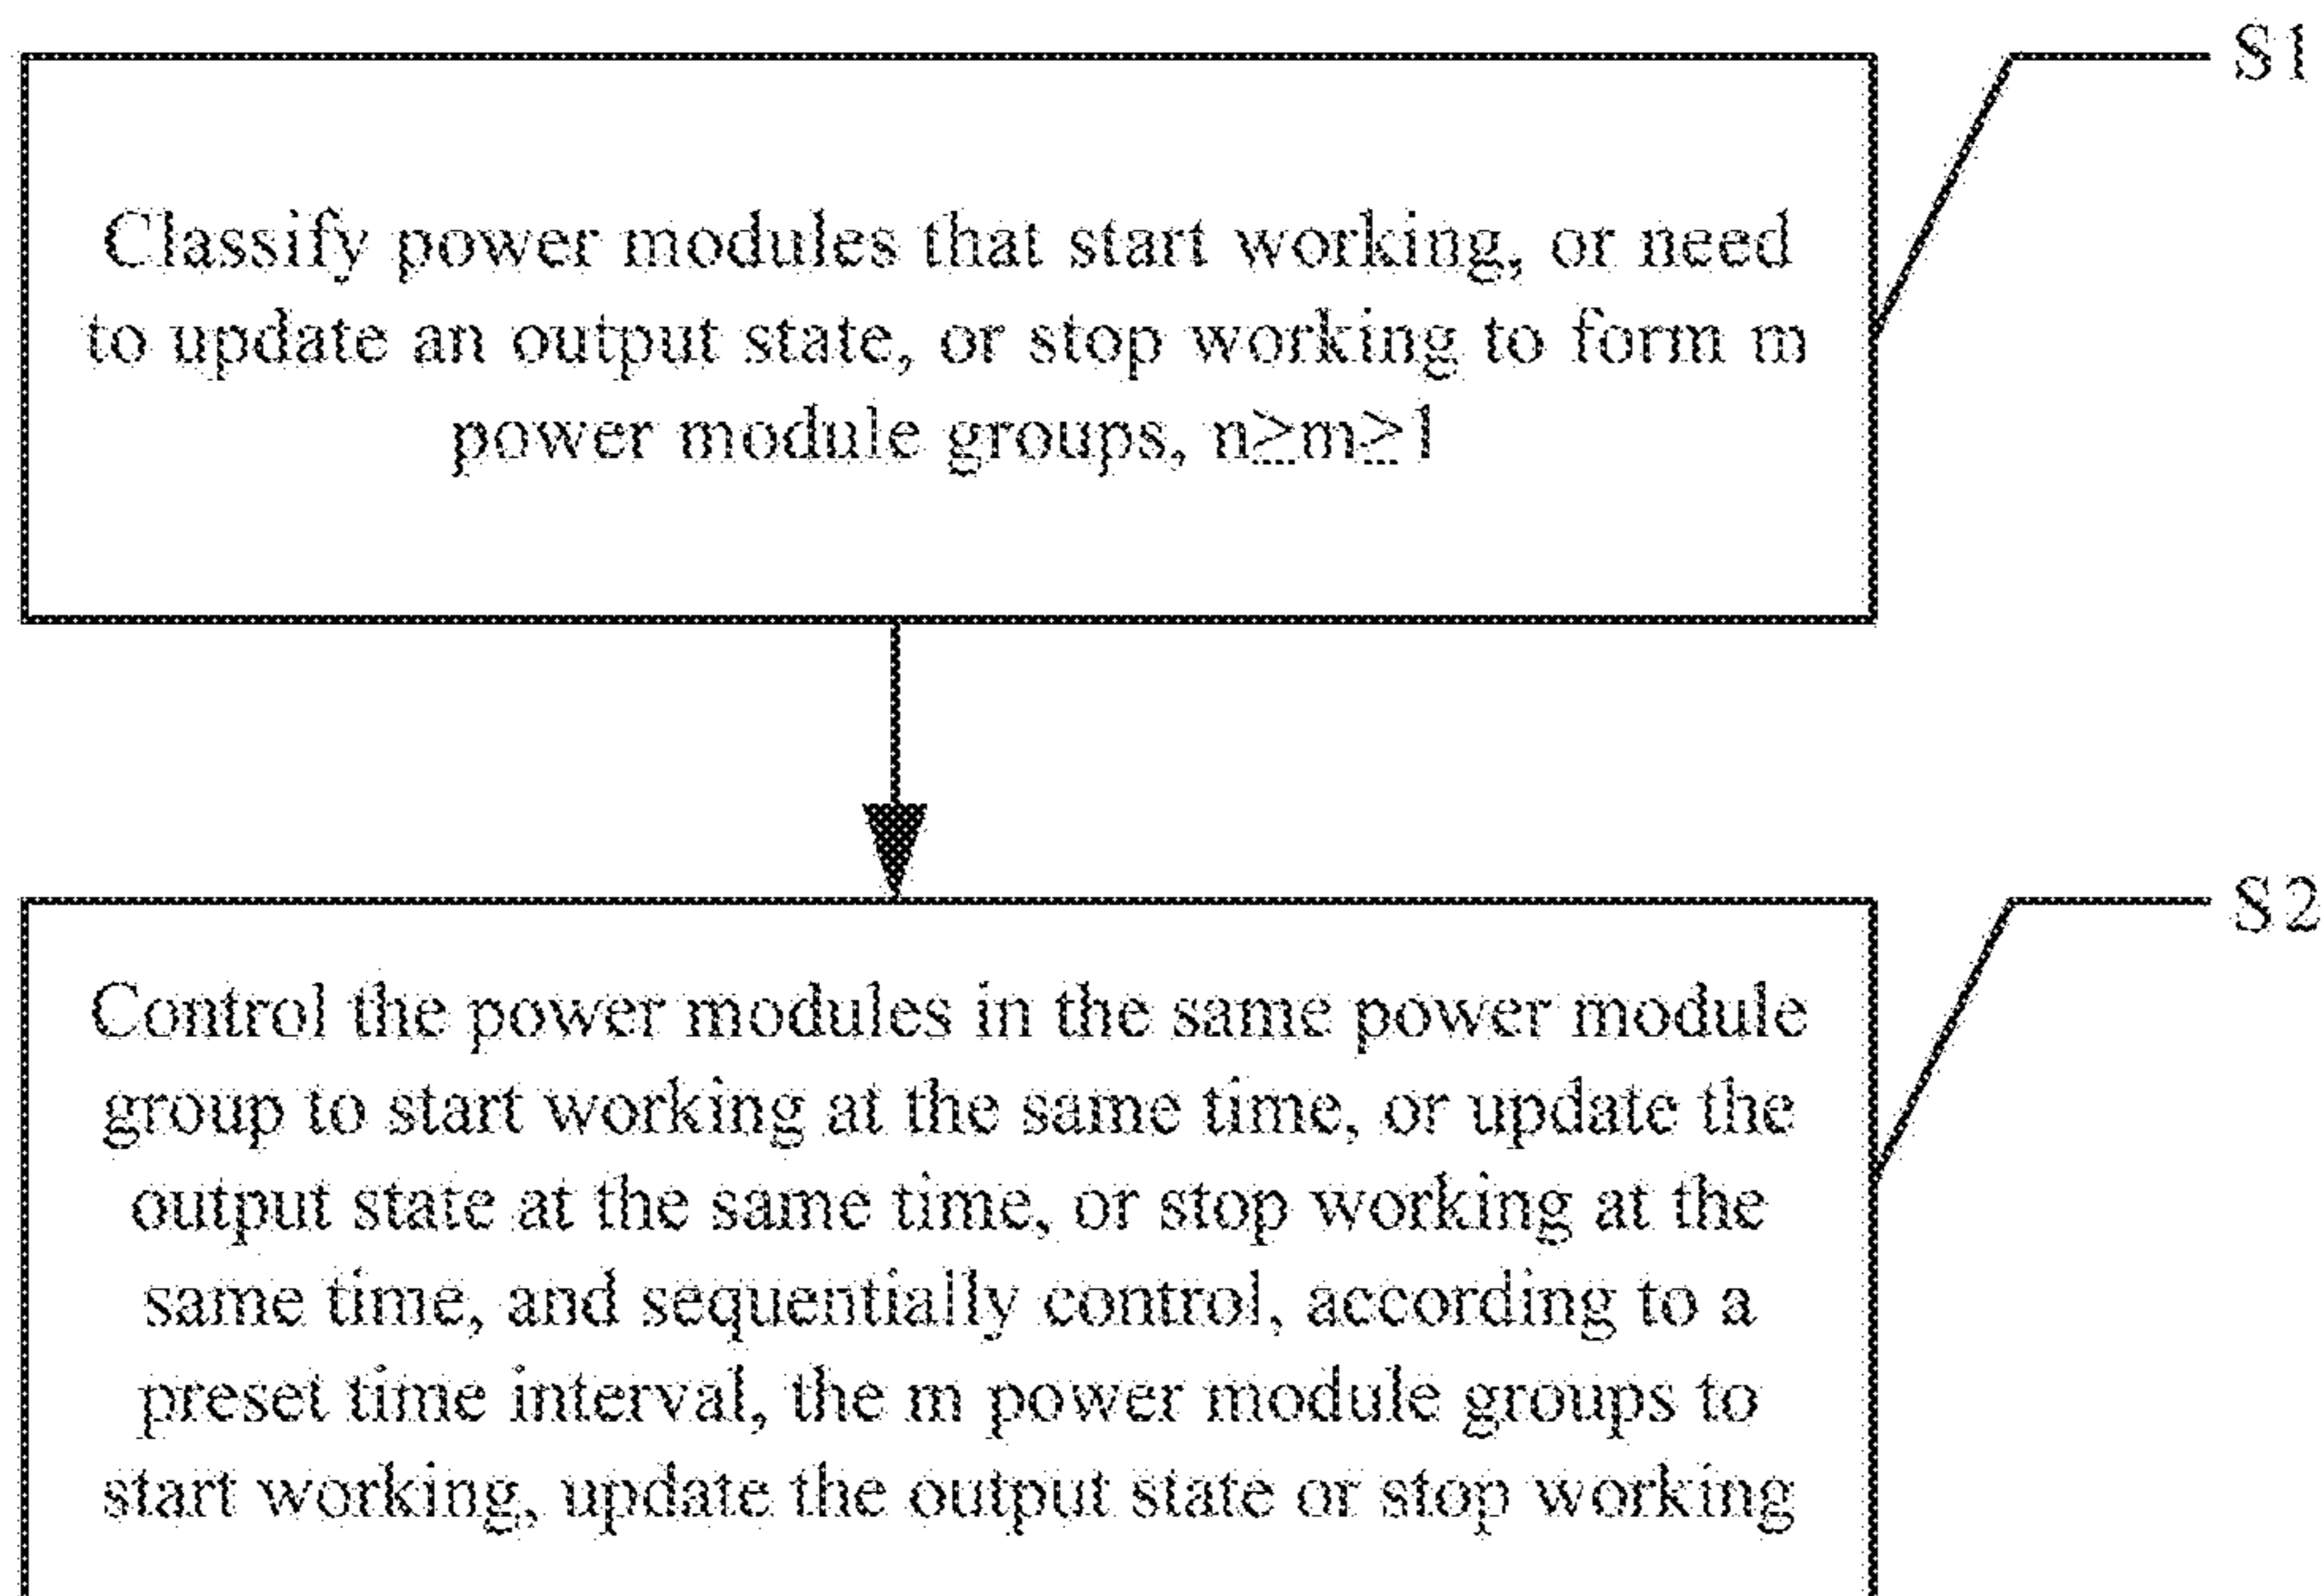 S1
Classify power modules that start working, or need
to update an output state, or stop working to form m
power module groups, n≥m≥1
S2
Control the power modules in the same power module
group to start working at the same time, or update the
output state at the same time, or stop working at the
same time, and sequentially control, according to a
preset time interval, the m power module groups to
start working, update the output state or stop working